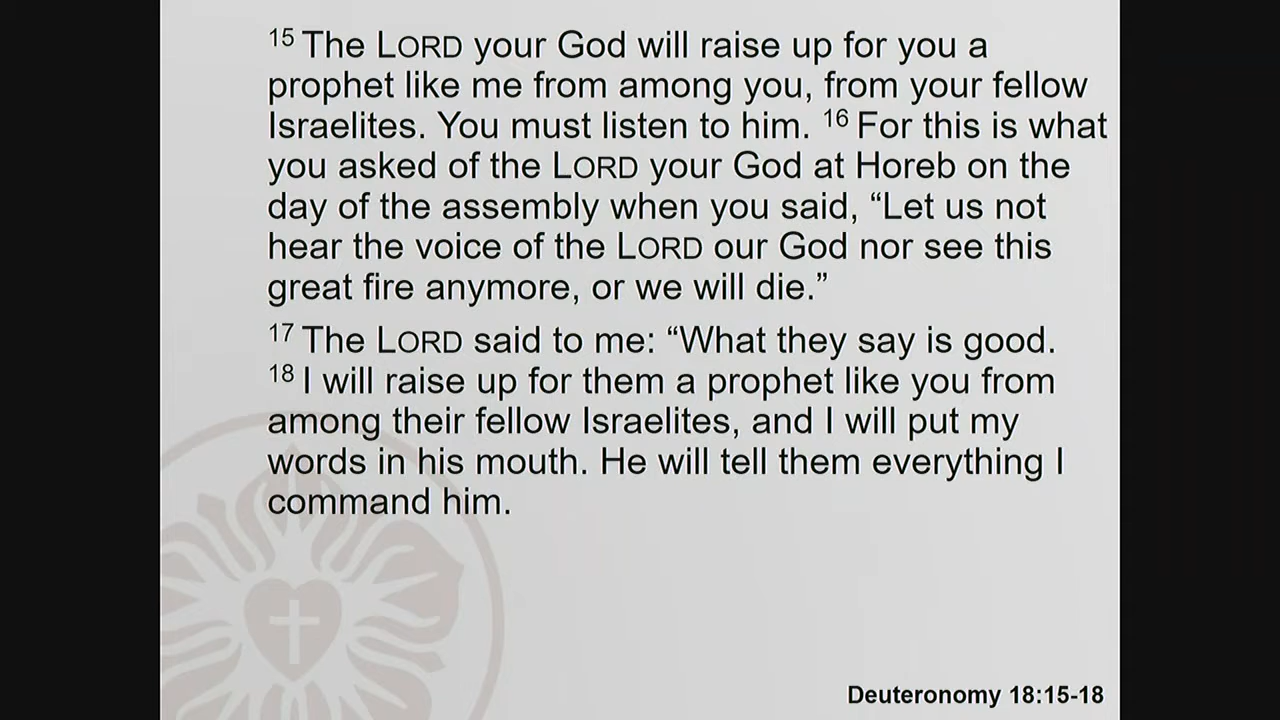 15 The LORD your God will raise up for you a
prophet like me from among you, from your fellow
Israelites. You must listen to him. 16 For this is what
you asked of the LORD your God at Horeb on the
day of the assembly when you said, “Let us not
hear the voice of the LORD our God nor see this
great fire anymore, or we will die.”
17 The LORD said to me: “What they say is good.
18 I will raise up for them a prophet like you from
among their fellow Israelites, and I will put my
words in his mouth. He will tell them everything I
command him.
Deuteronomy 18:15-18